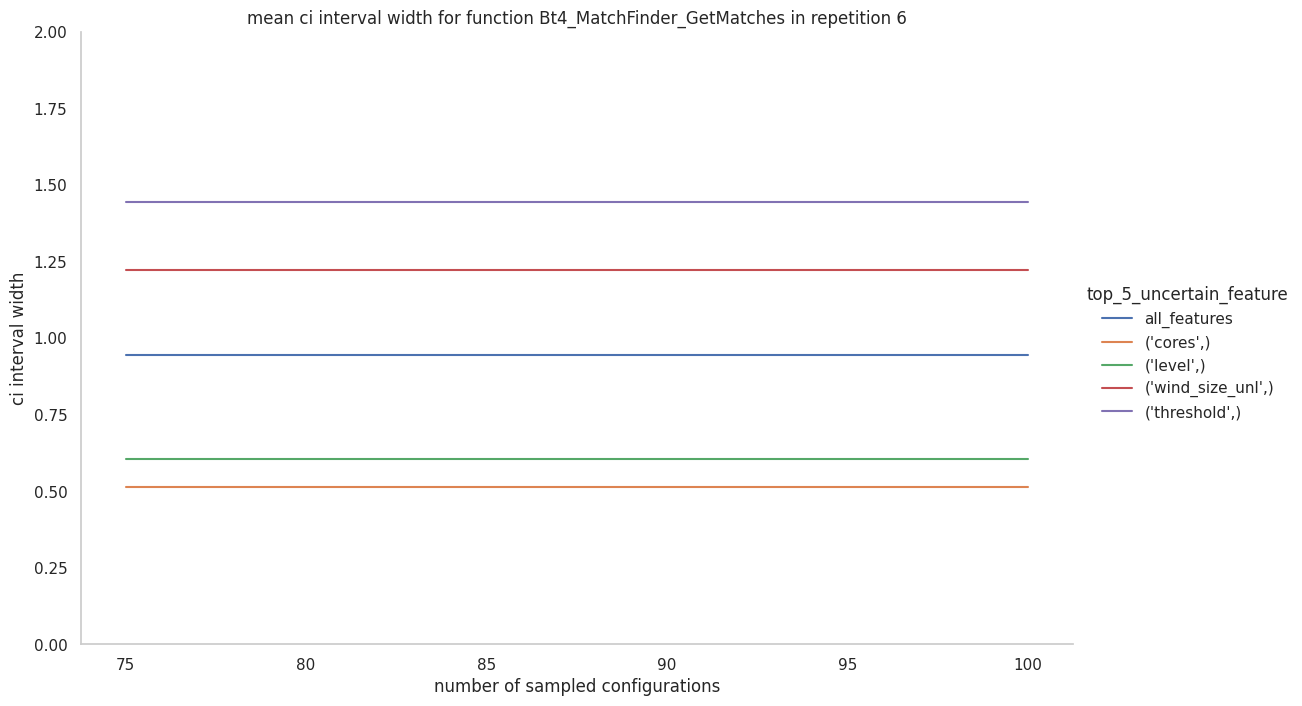 mean ci interval width for function Bt4_MatchFinder_GetMatches in repetition 6
2.00
1.75
1.50
1.25
1.00
0.75
0.50
0.25
0.00
ci interval width
75
80
85
90
95
100
number of sampled configurations
top_5_uncertain_feature
all_features
('cores',)
('level',)
('wind_size_unl',)
('threshold',)